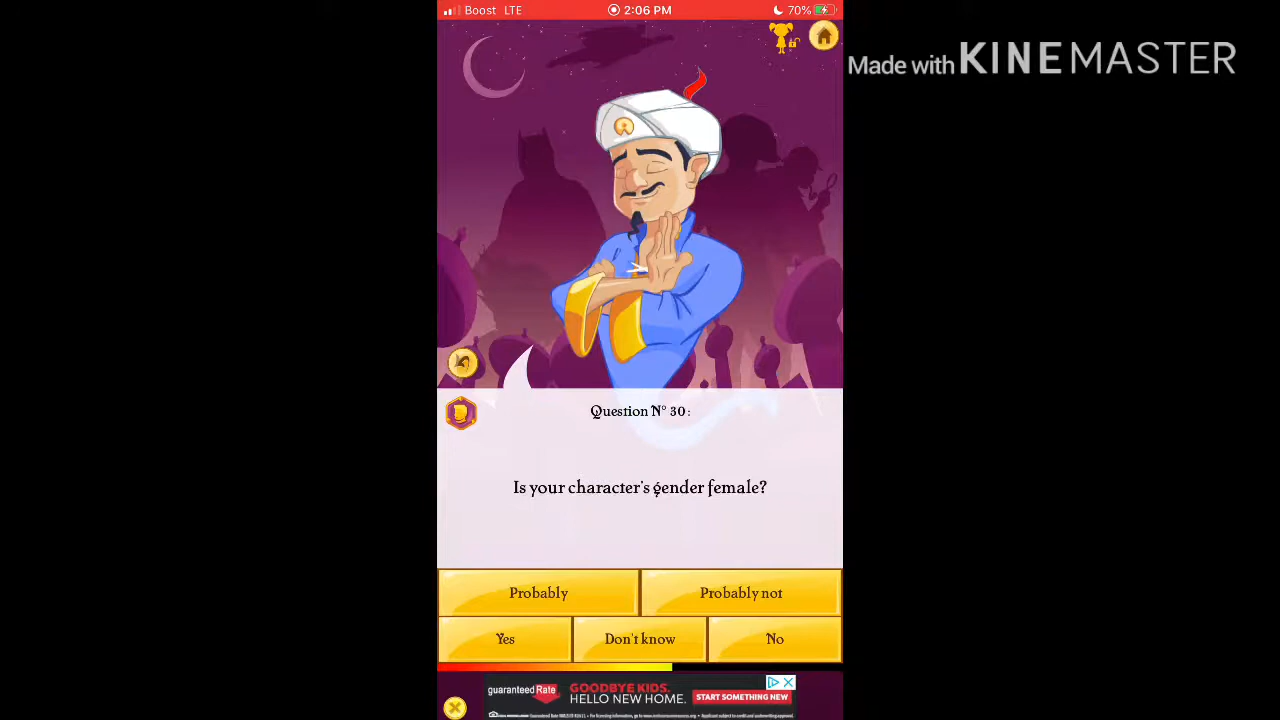 Boost LTE 2:06 PM 70%
Made with KINEMASTER
Question N° 30 :
Is your character's gender female?
Probably Probably not
Yes Don't know No
guaranteed Rate GOODBYE KIDS.
HELLO NEW HOME. START SOMETHING NEW